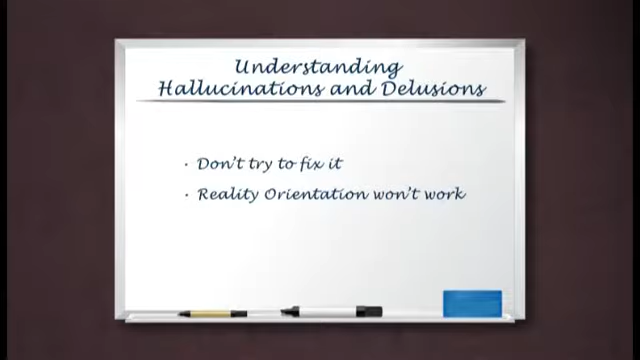 Understanding
Hallucinations and Delusions
· Don't try to fix it
· Reality Orientation won't work